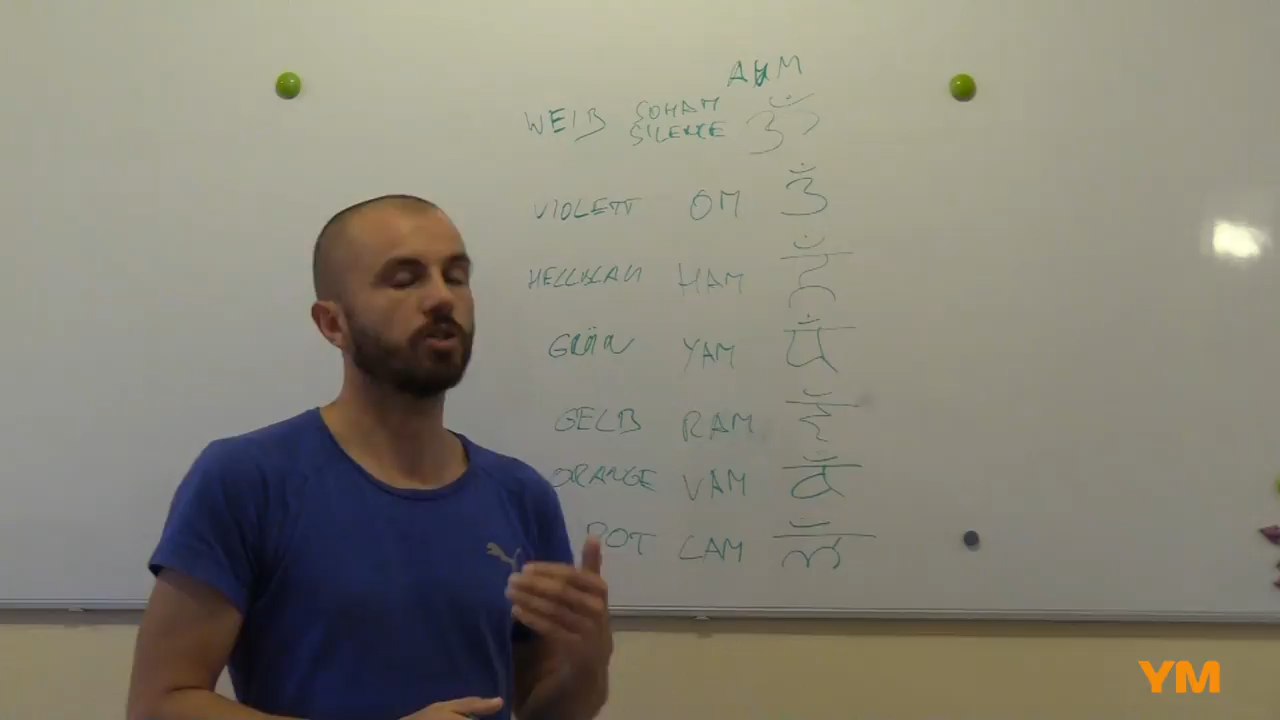 AUM
WEIß SOHAM
SILENCE ॐ
VIOLETT OM
HELLBLAU HAM हं
GRÜN YAM यं
GELB RAM रं
ORANGE VAM वं
ROT LAM लं
YM